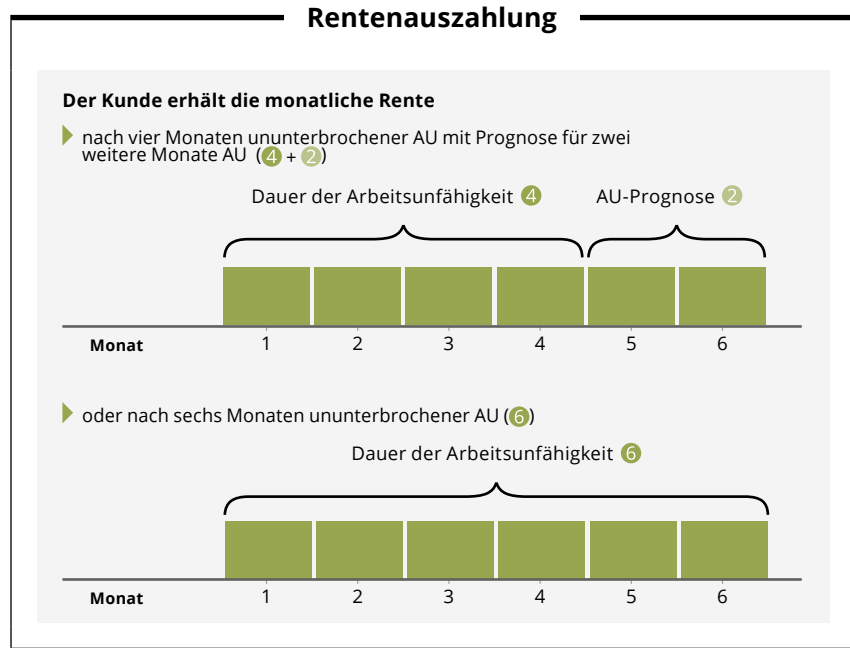 Rentenauszahlung
Der Kunde erhält die monatliche Rente
nach vier Monaten ununterbrochener AU mit Prognose für zwei
weitere Monate AU (4 + 2)
Dauer der Arbeitsunfähigkeit 4 AU-Prognose 2
Monat 1 2 3 4 5 6
oder nach sechs Monaten ununterbrochener AU (6)
Dauer der Arbeitsunfähigkeit 6
Monat 1 2 3 4 5 6